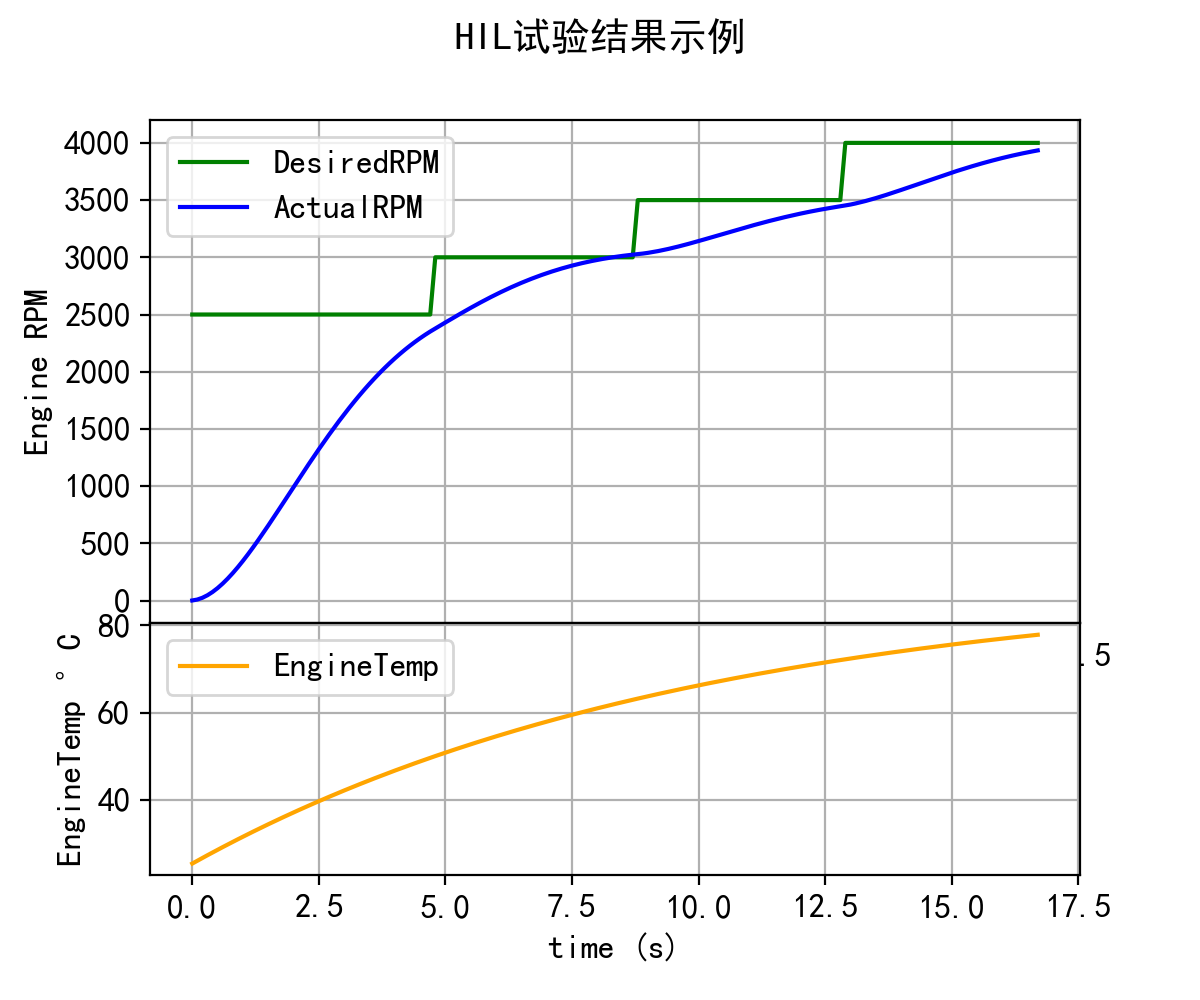 HIL试验结果示例
DesiredRPM
ActualRPM
Engine RPM
4000
3500
3000
2500
2000
1500
1000
500
0
EngineTemp
EngineTemp °C
80
60
40
.5
0.0 2.5 5.0 7.5 10.0 12.5 15.0 17.5
time (s)